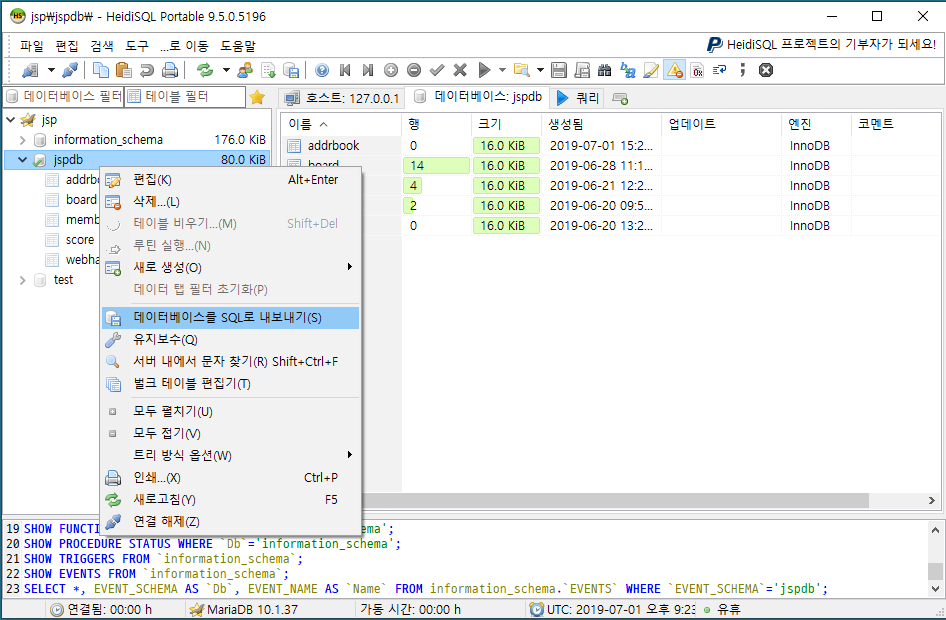 jsp\jspdb\ - HeidiSQL Portable 9.5.0.5196
파일 편집 검색 도구 ...로 이동 도움말
HeidiSQL 프로젝트의 기부자가 되세요!
데이터베이스 필터 테이블 필터
호스트: 127.0.0.1 데이터베이스: jspdb 쿼리
jsp
information_schema 176.0 KiB
jspdb 80.0 KiB
addrbo
board
memb
score
webha
test
이름 행 크기 생성됨 업데이트 엔진 코멘트
addrbook 0 16.0 KiB 2019-07-01 15:2... InnoDB
board 14 16.0 KiB 2019-06-28 11:1... InnoDB
4 16.0 KiB 2019-06-21 12:2... InnoDB
2 16.0 KiB 2019-06-20 09:5... InnoDB
0 16.0 KiB 2019-06-20 13:2... InnoDB
편집(K) Alt+Enter
삭제...(L)
테이블 비우기...(M) Shift+Del
루틴 실행...(N)
새로 생성(O)
데이터 탭 필터 초기화(P)
데이터베이스를 SQL로 내보내기(S)
유지보수(Q)
서버 내에서 문자 찾기(R) Shift+Ctrl+F
벌크 테이블 편집기(T)
모두 펼치기(U)
모두 접기(V)
트리 방식 옵션(W)
인쇄...(X) Ctrl+P
새로고침(Y) F5
연결 해제(Z)
19 SHOW FUNCTI ema';
20 SHOW PROCEDURE STATUS WHERE `Db`='information_schema';
21 SHOW TRIGGERS FROM `information_schema`;
22 SHOW EVENTS FROM `information_schema`;
23 SELECT *, EVENT_SCHEMA AS `Db`, EVENT_NAME AS `Name` FROM information_schema.`EVENTS` WHERE `EVENT_SCHEMA`='jspdb';
연결됨: 00:00 h MariaDB 10.1.37 가동 시간: 00:00 h UTC: 2019-07-01 오후 9:23 유휴